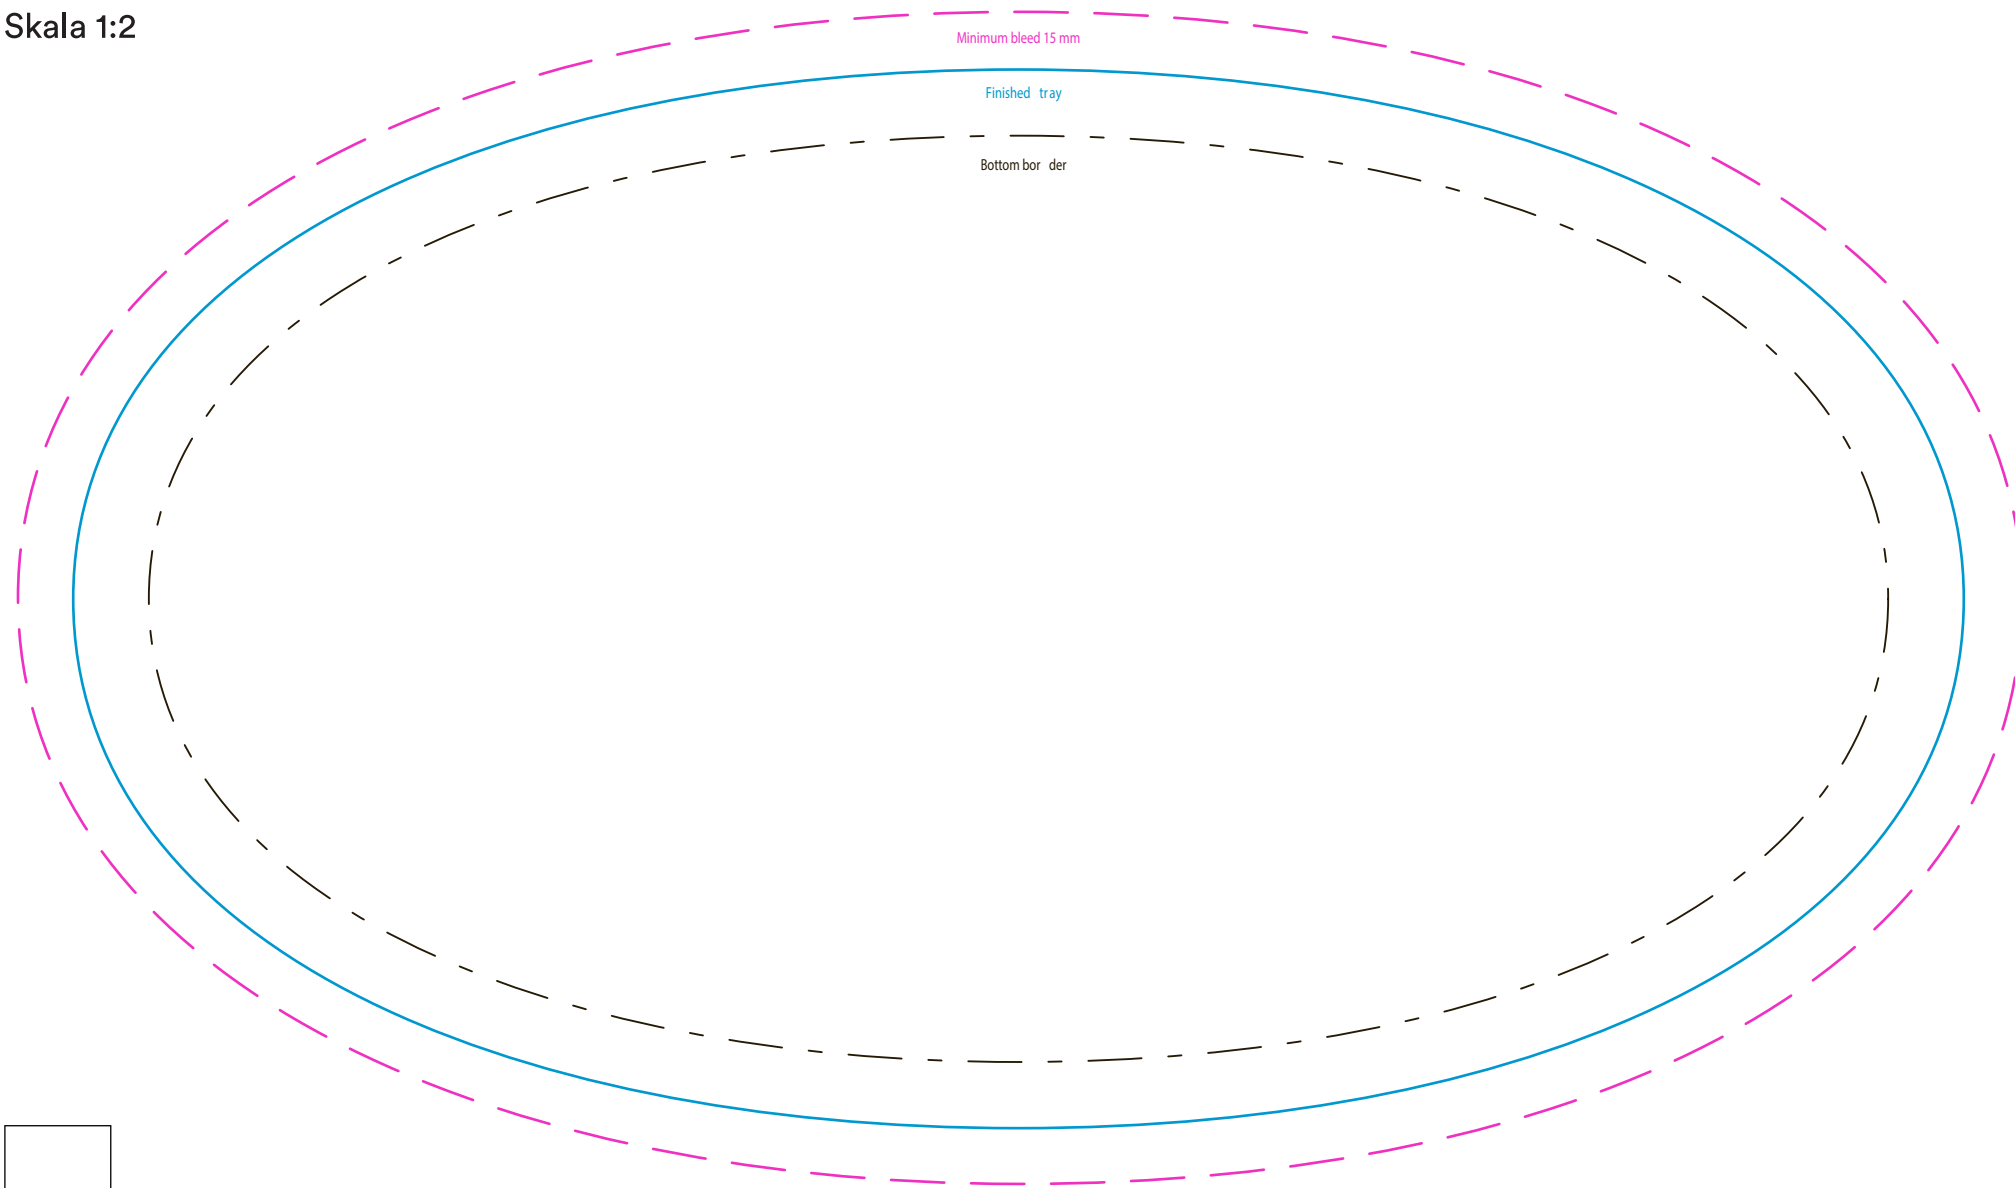 Skala 1:2
Minimum bleed 15 mm
Finished tray
Bottom bor der